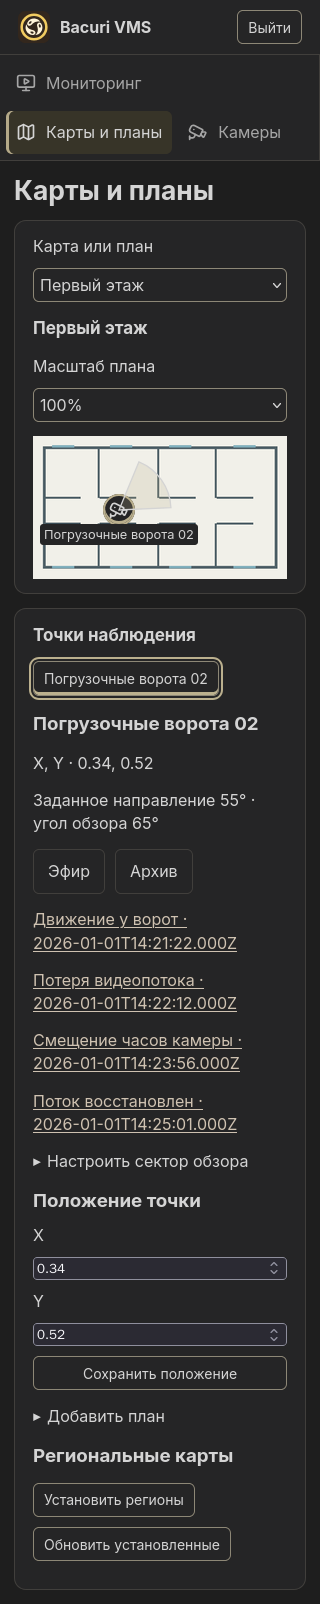 Bacuri VMS
Выйти
Мониторинг
Карты и планы
Камеры
Карты и планы
Карта или план
Первый этаж
Первый этаж
Масштаб плана
100%
Погрузочные ворота 02
Точки наблюдения
Погрузочные ворота 02
Погрузочные ворота 02
X, Y · 0.34, 0.52
Заданное направление 55° ·
угол обзора 65°
Эфир
Архив
Движение у ворот ·
2026-01-01T14:21:22.000Z
Потеря видеопотока ·
2026-01-01T14:22:12.000Z
Смещение часов камеры ·
2026-01-01T14:23:56.000Z
Поток восстановлен ·
2026-01-01T14:25:01.000Z
▸ Настроить сектор обзора
Положение точки
X
0.34
Y
0.52
Сохранить положение
▸ Добавить план
Региональные карты
Установить регионы
Обновить установленные